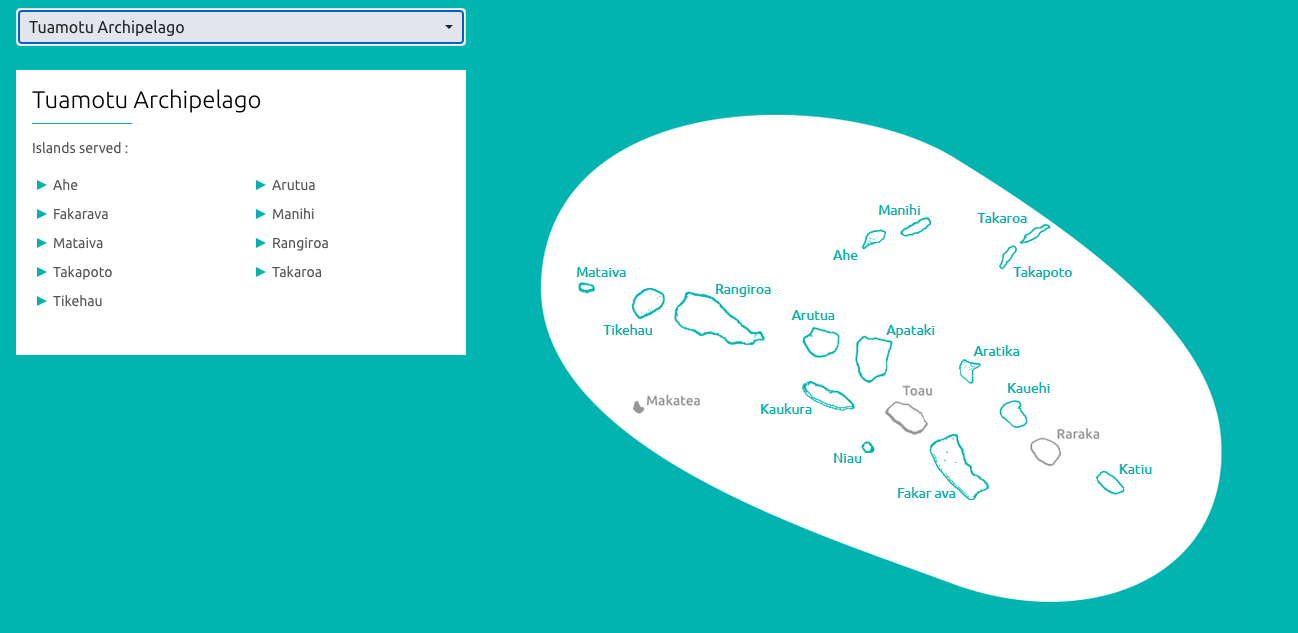 Tuamotu Archipelago
Tuamotu Archipelago
Islands served :
Ahe
Arutua
Fakarava
Manihi
Mataiva
Rangiroa
Takapoto
Takaroa
Tikehau
Manihi
Takaroa
Ahe
Takapoto
Mataiva
Rangiroa
Tikehau
Arutua
Apataki
Aratika
Kauehi
Toau
Makatea
Kaukura
Raraka
Niau
Katiu
Fakar ava